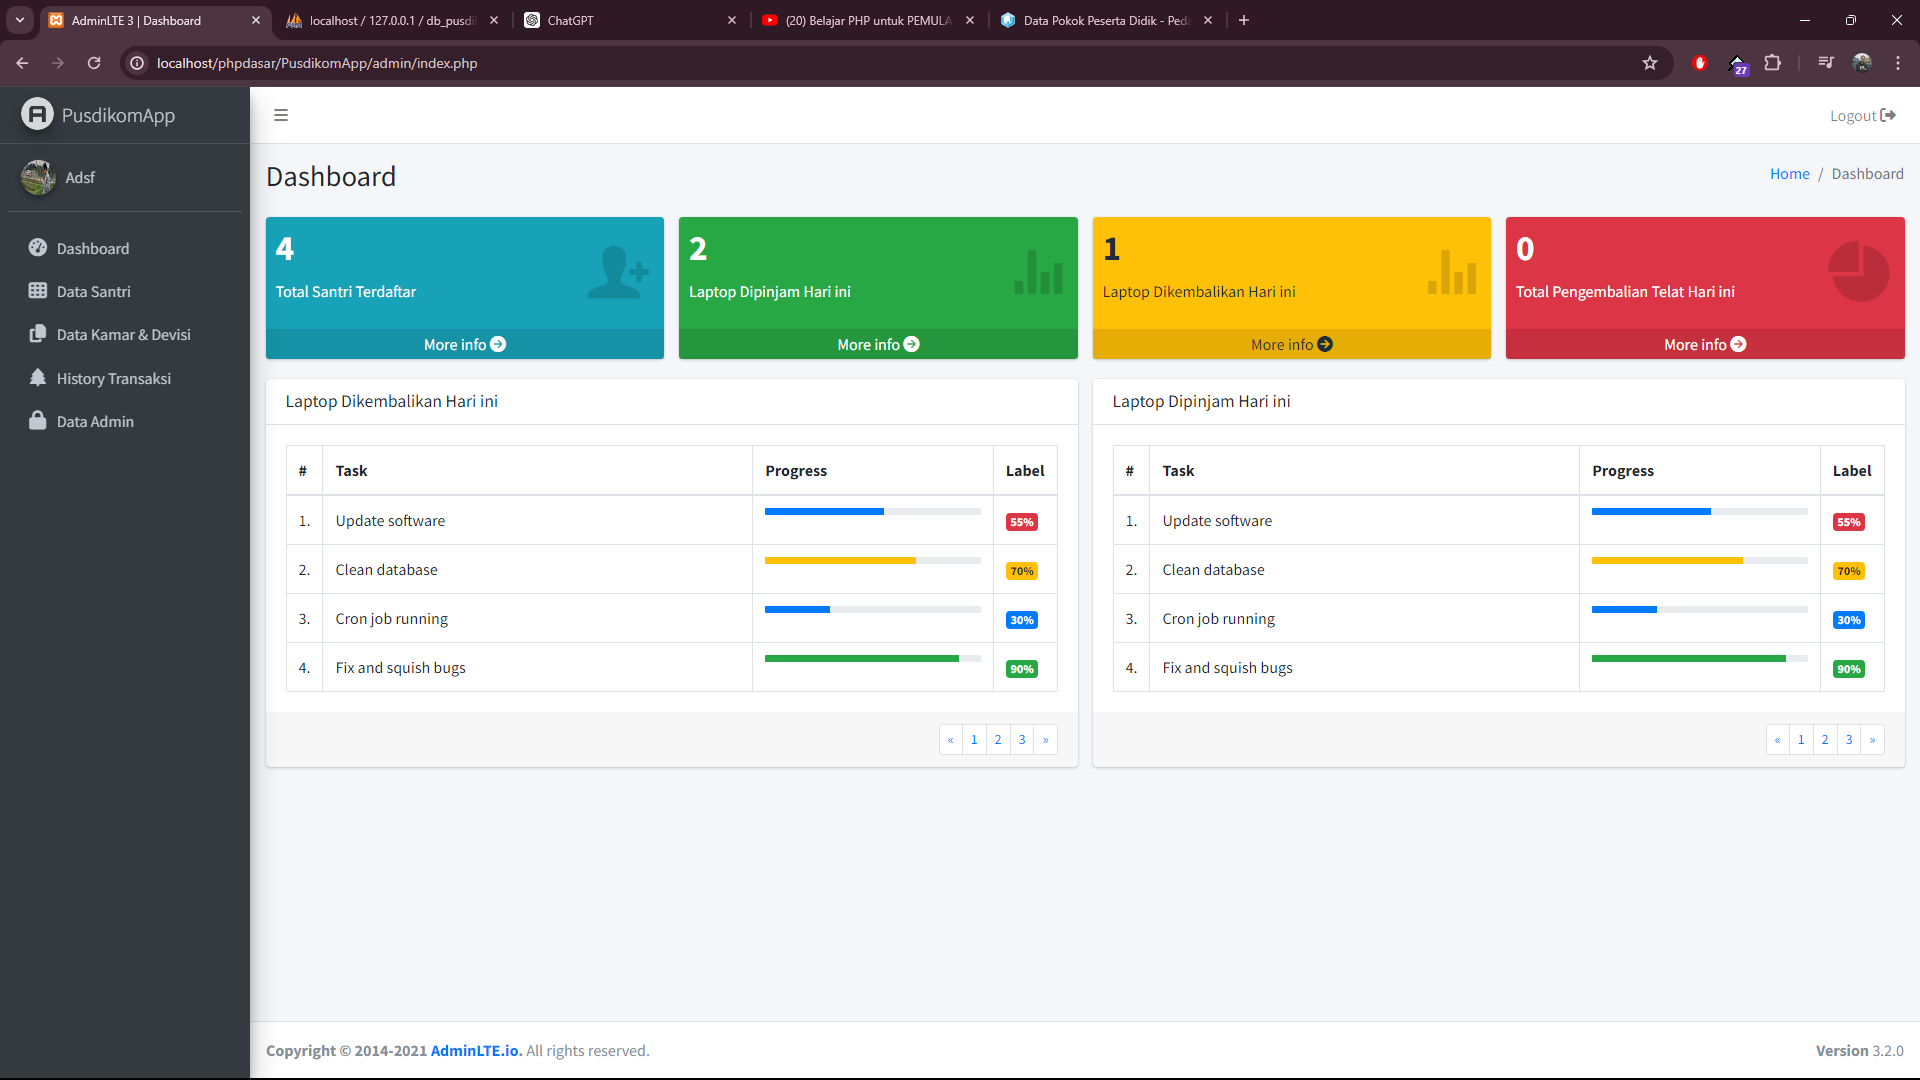 AdminLTE 3 | Dashboard
localhost / 127.0.0.1 / db_pusdi
ChatGPT
(20) Belajar PHP untuk PEMULA
Data Pokok Peserta Didik - Peda
localhost/phpdasar/PusdikomApp/admin/index.php
27
PusdikomApp
Logout
Adsf
Dashboard
Data Santri
Data Kamar & Devisi
History Transaksi
Data Admin
Dashboard
Home / Dashboard
4
Total Santri Terdaftar
More info
2
Laptop Dipinjam Hari ini
More info
1
Laptop Dikembalikan Hari ini
More info
0
Total Pengembalian Telat Hari ini
More info
Laptop Dikembalikan Hari ini
# Task Progress Label
1. Update software 55%
2. Clean database 70%
3. Cron job running 30%
4. Fix and squish bugs 90%
« 1 2 3 »
Laptop Dipinjam Hari ini
# Task Progress Label
1. Update software 55%
2. Clean database 70%
3. Cron job running 30%
4. Fix and squish bugs 90%
« 1 2 3 »
Copyright © 2014-2021 AdminLTE.io. All rights reserved.
Version 3.2.0